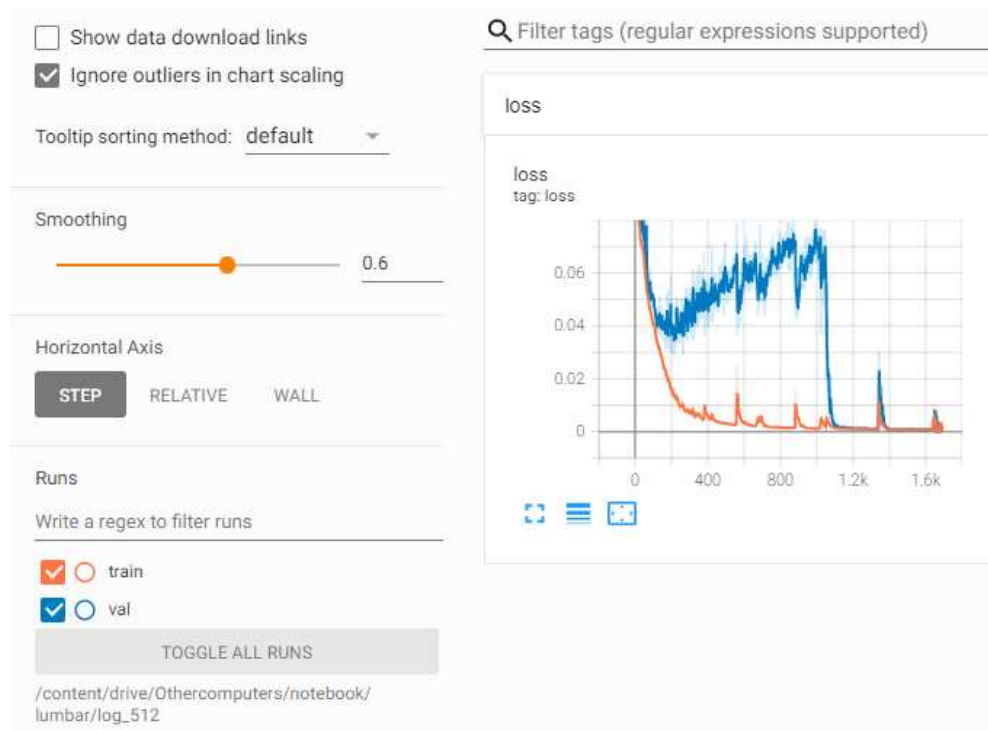 Show data download links
Ignore outliers in chart scaling
Tooltip sorting method: default
Smoothing
0.6
Horizontal Axis
STEP RELATIVE WALL
Runs
Write a regex to filter runs
train
val
TOGGLE ALL RUNS
/content/drive/Othercomputers/notebook/
lumbar/log_512
Filter tags (regular expressions supported)
loss
loss
tag: loss
0.06
0.04
0.02
0
0 400 800 1.2k 1.6k